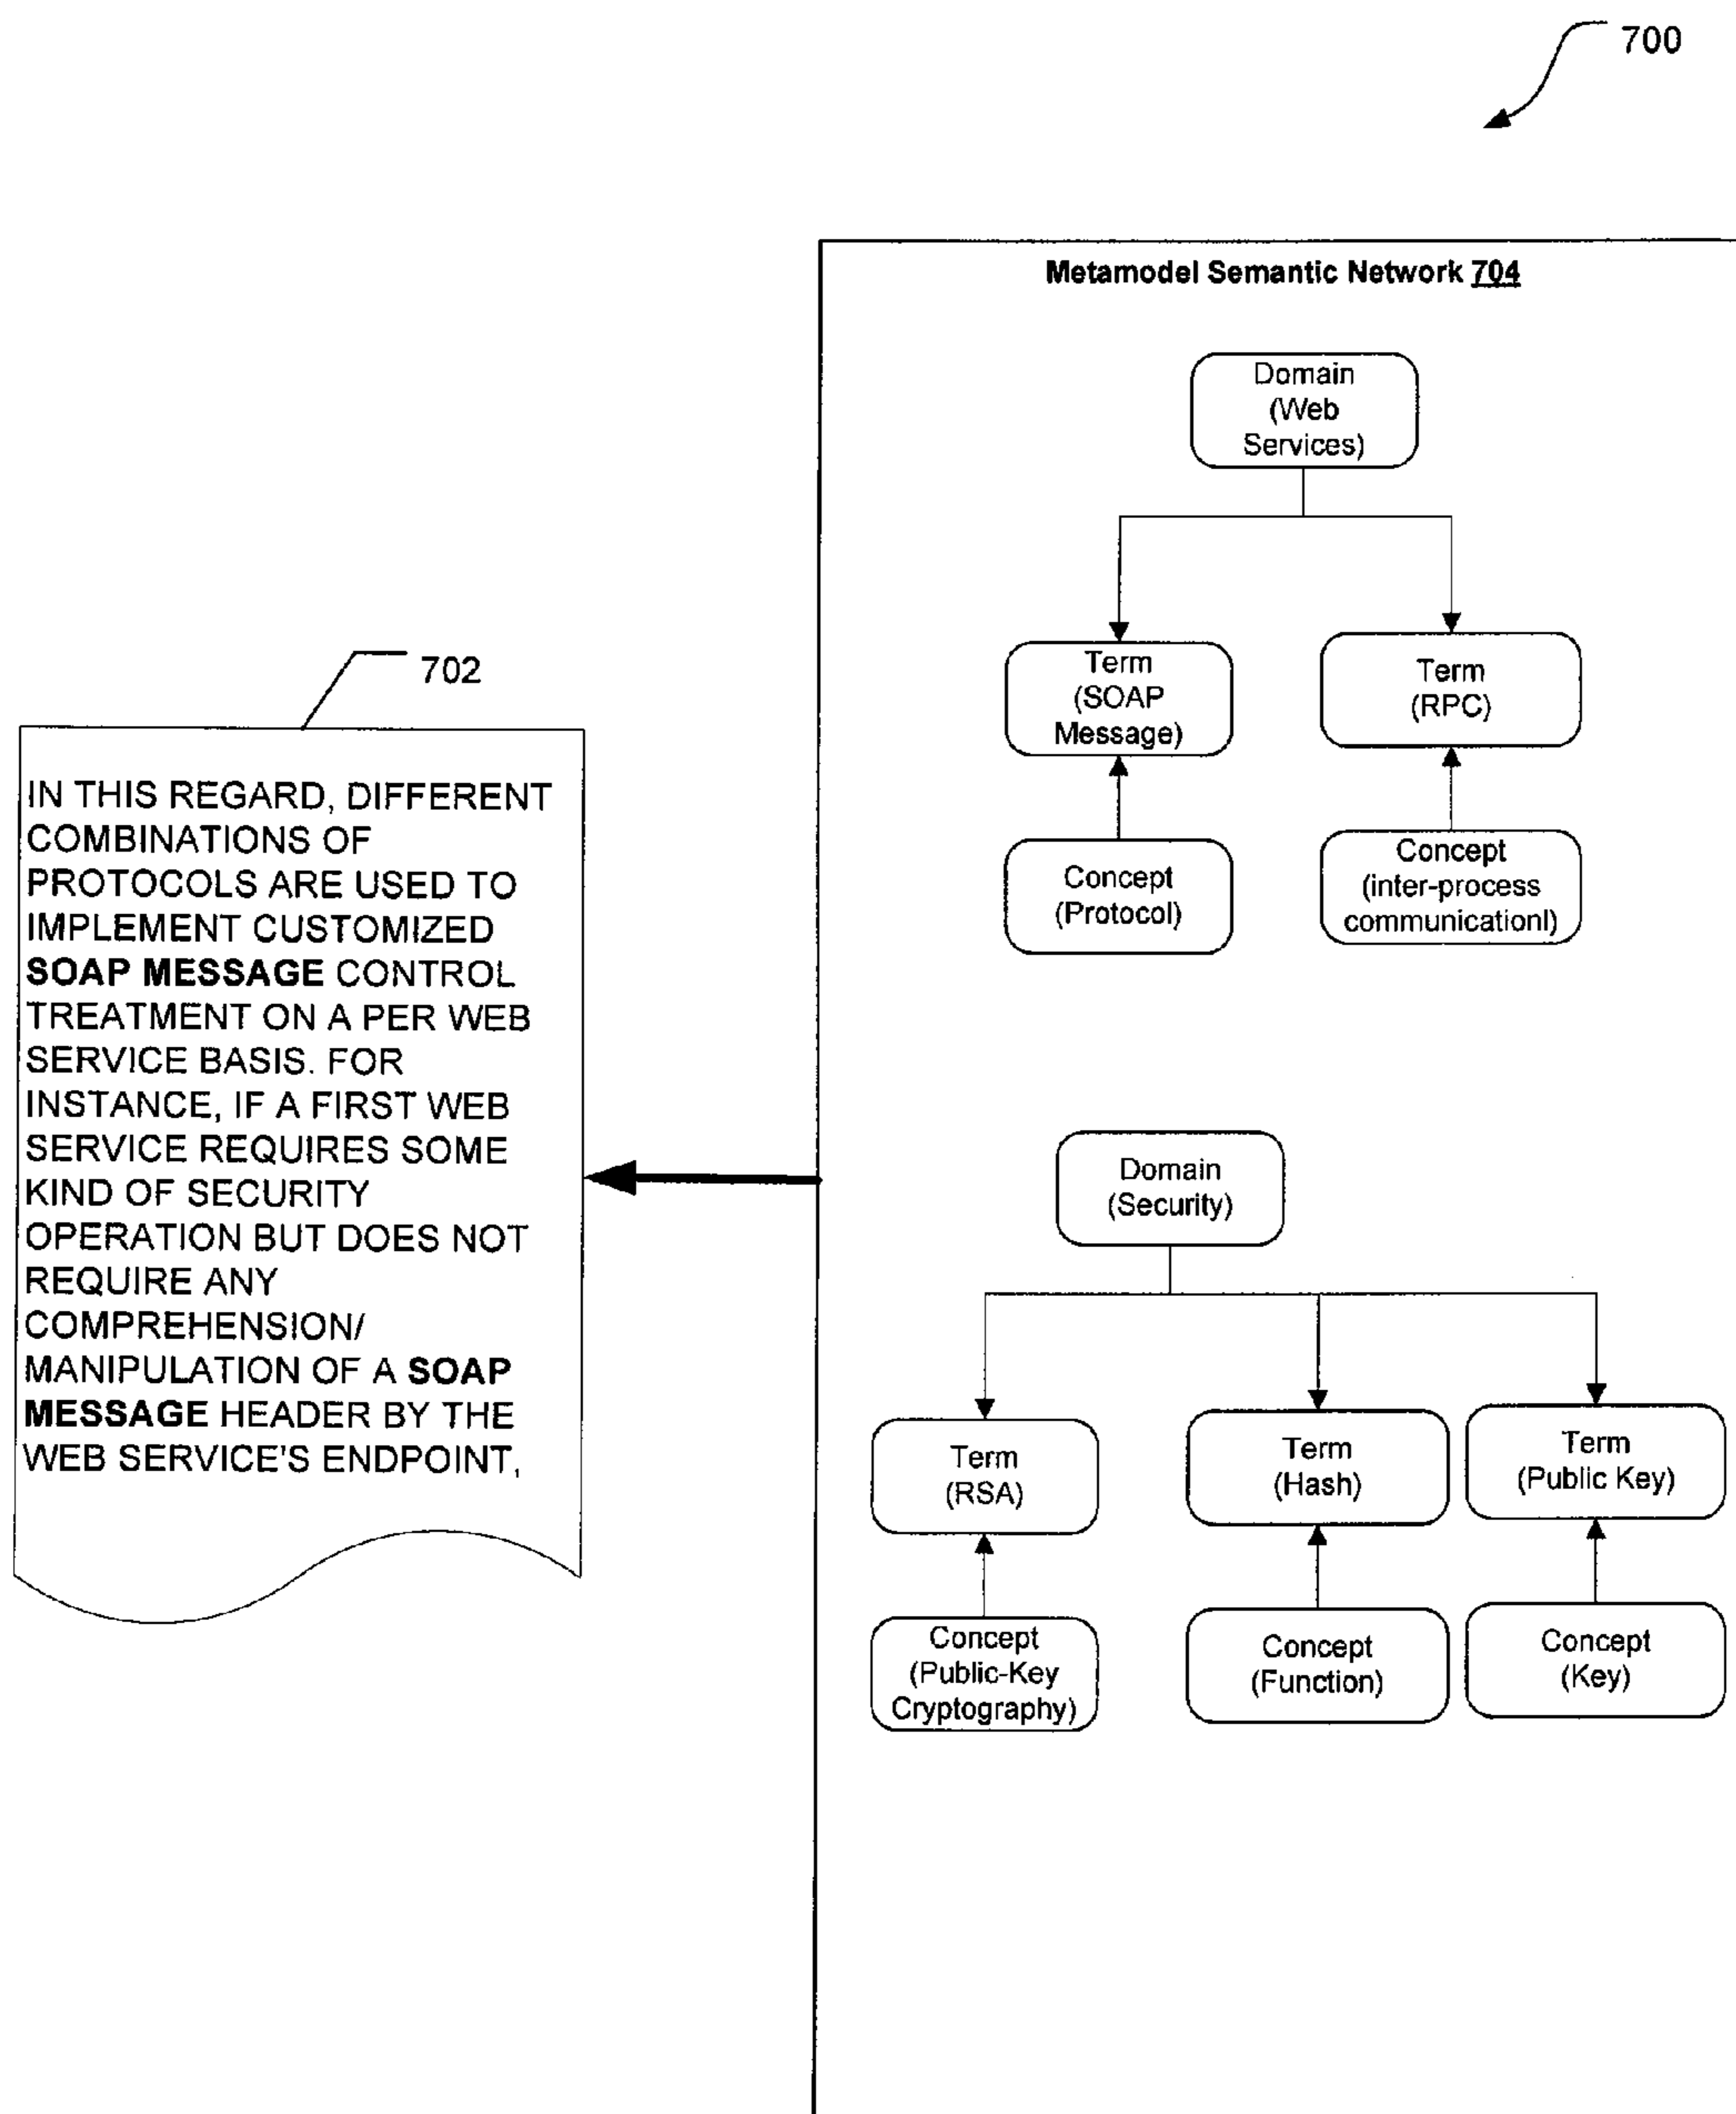 700
Metamodel Semantic Network 704
Domain
(Web
Services)
Term
(SOAP
Message)
Term
(RPC)
Concept
(Protocol)
Concept
(inter-process
communicationl)
702
IN THIS REGARD, DIFFERENT
COMBINATIONS OF
PROTOCOLS ARE USED TO
IMPLEMENT CUSTOMIZED
SOAP MESSAGE CONTROL
TREATMENT ON A PER WEB
SERVICE BASIS. FOR
INSTANCE, IF A FIRST WEB
SERVICE REQUIRES SOME
KIND OF SECURITY
OPERATION BUT DOES NOT
REQUIRE ANY
COMPREHENSION/
MANIPULATION OF A SOAP
MESSAGE HEADER BY THE
WEB SERVICE'S ENDPOINT,
Domain
(Security)
Term
(RSA)
Term
(Hash)
Term
(Public Key)
Concept
(Public-Key
Cryptography)
Concept
(Function)
Concept
(Key)